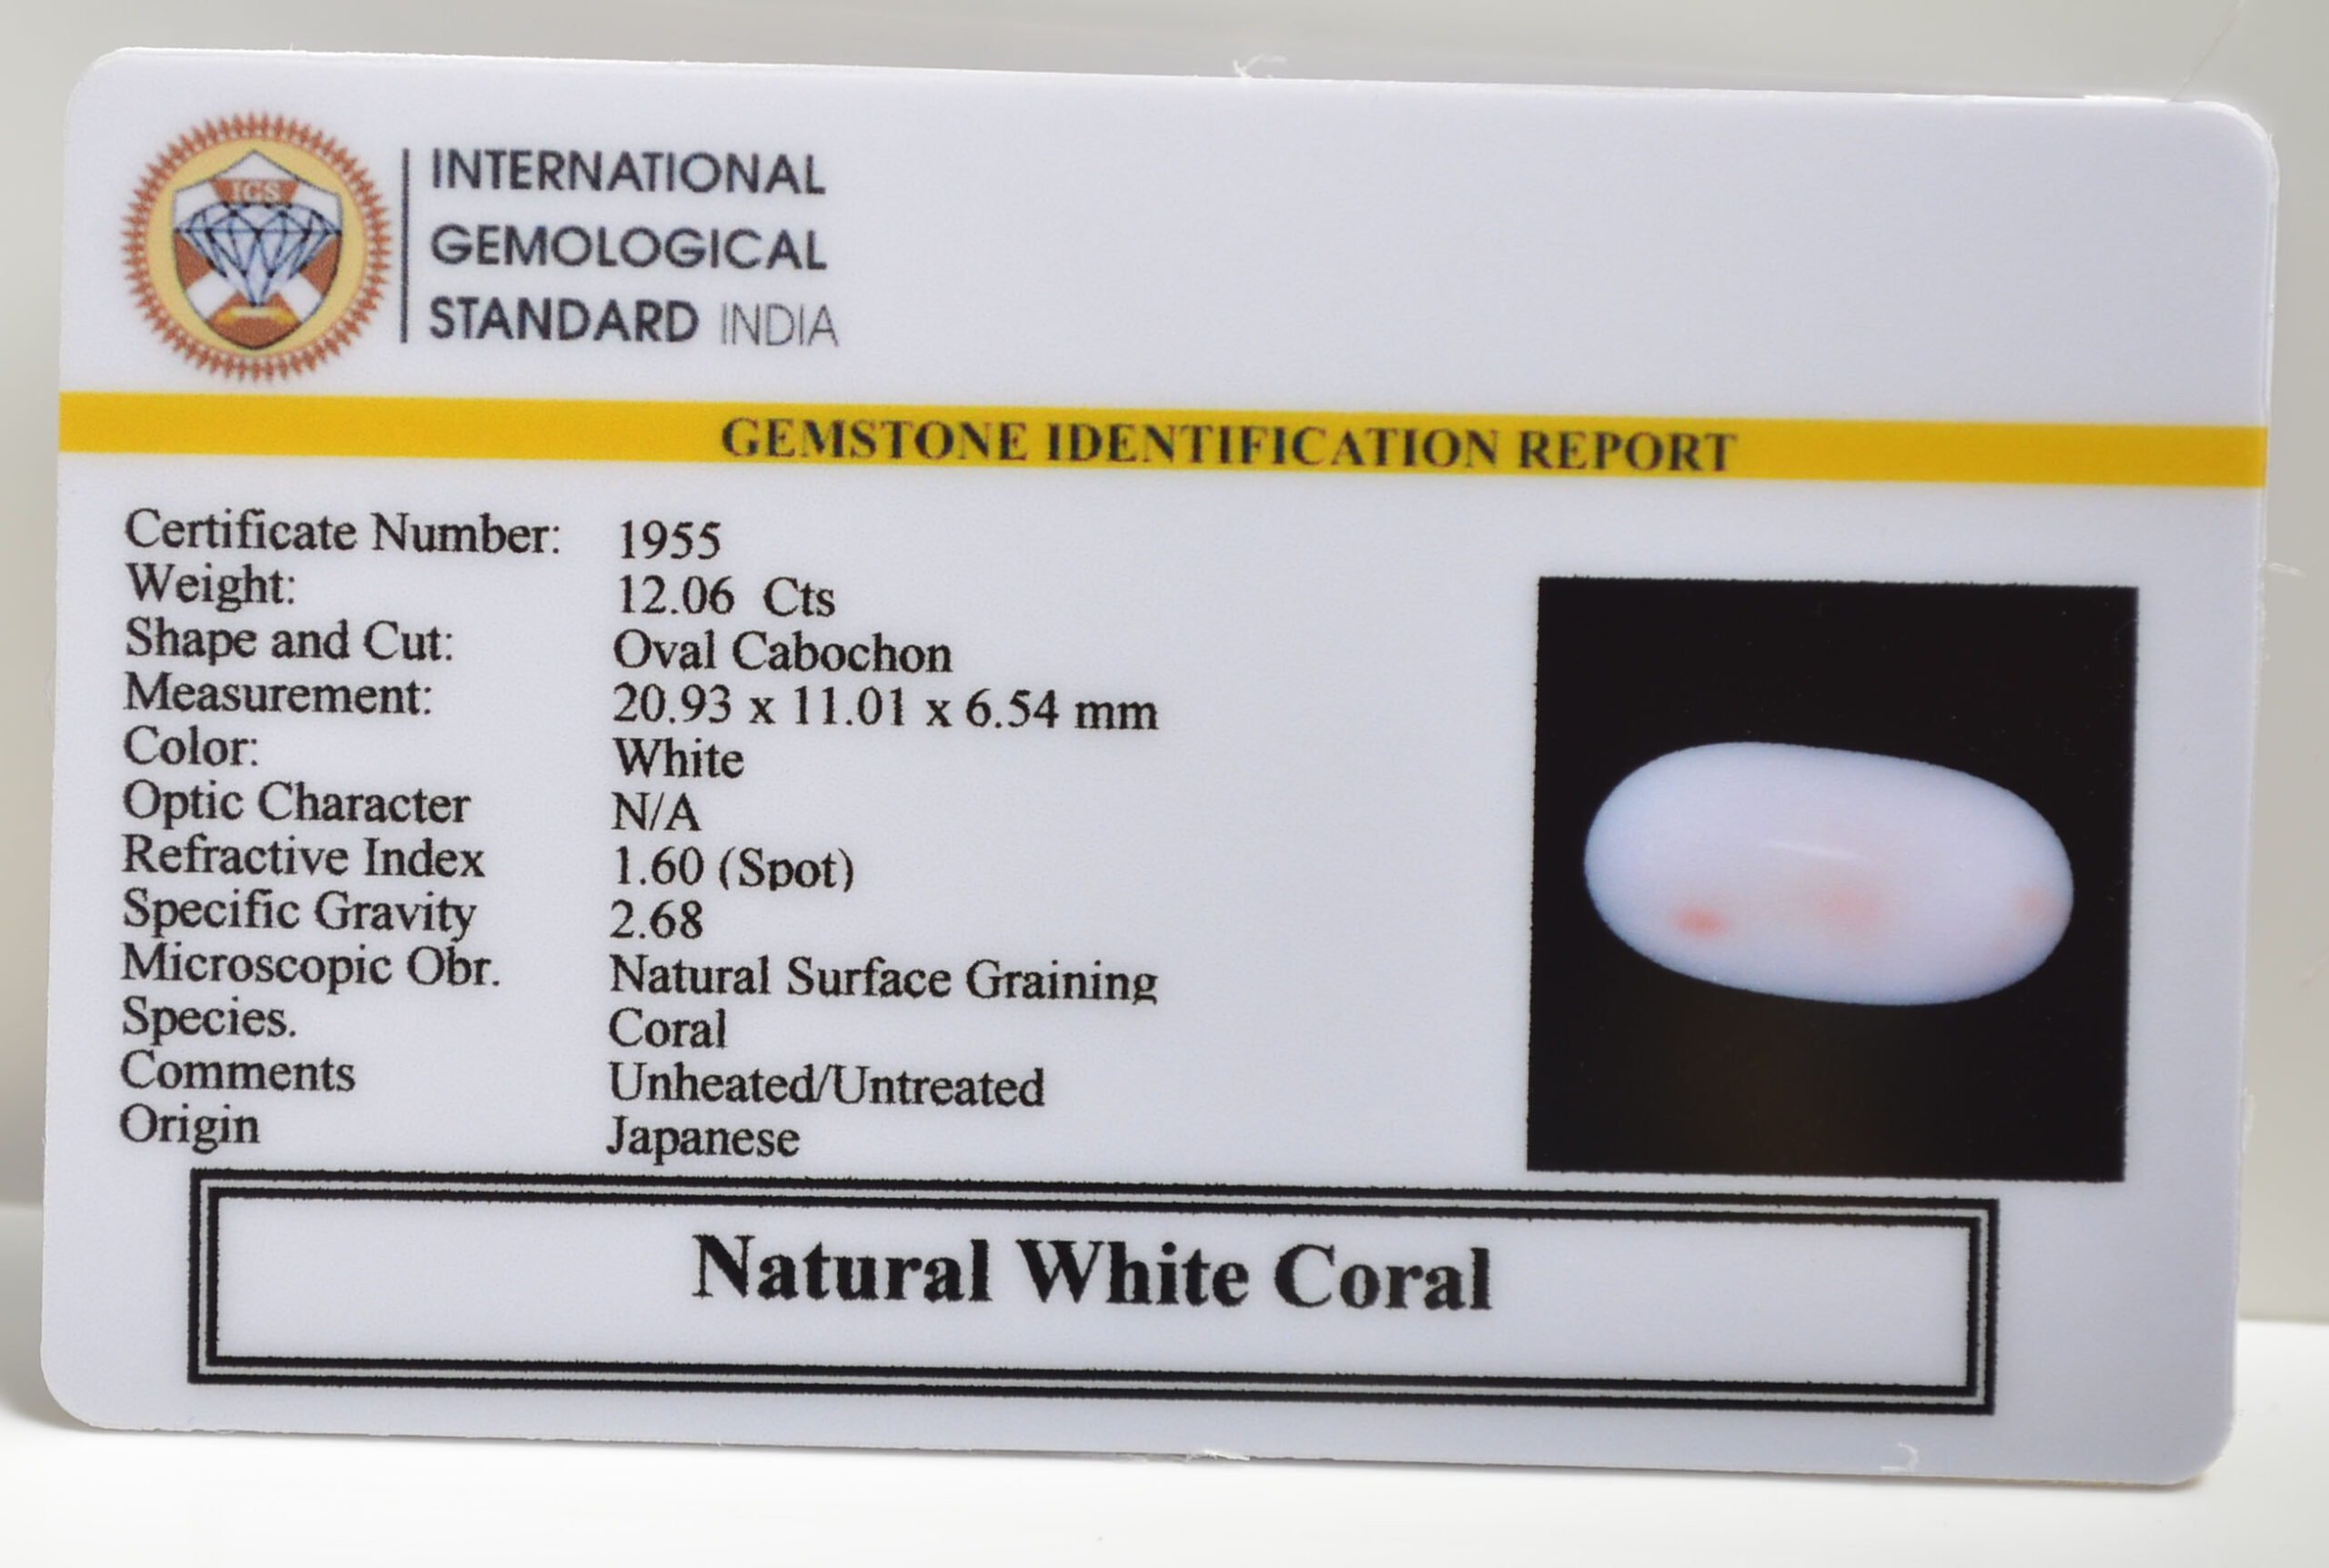 IGS
INTERNATIONAL
GEMOLOGICAL
STANDARD INDIA
GEMSTONE IDENTIFICATION REPORT
Certificate Number: 1955
Weight: 12.06 Cts
Shape and Cut: Oval Cabochon
Measurement: 20.93 x 11.01 x 6.54 mm
Color: White
Optic Character N/A
Refractive Index 1.60 (Spot)
Specific Gravity 2.68
Microscopic Obr. Natural Surface Graining
Species. Coral
Comments Unheated/Untreated
Origin Japanese
Natural White Coral